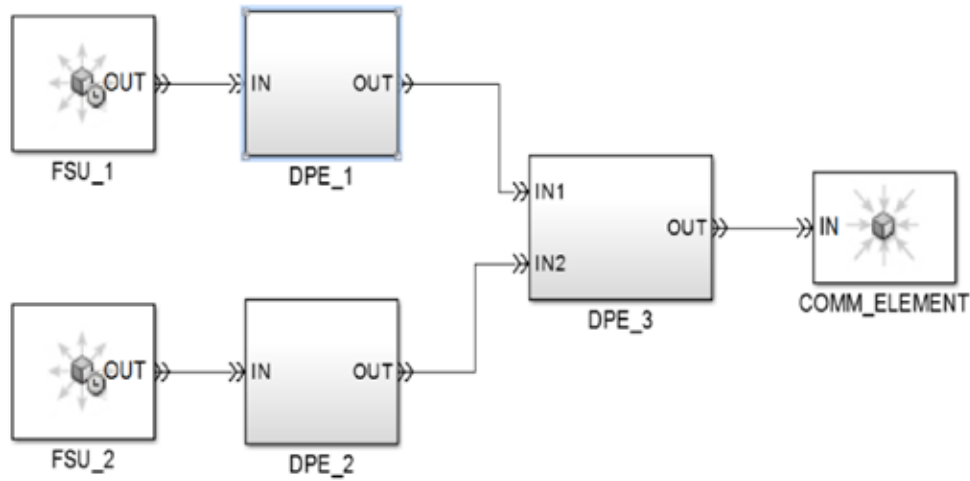 OUT
FSU_1
IN
OUT
DPE_1
IN1
IN2
OUT
DPE_3
IN
COMM_ELEMENT
OUT
FSU_2
IN
OUT
DPE_2